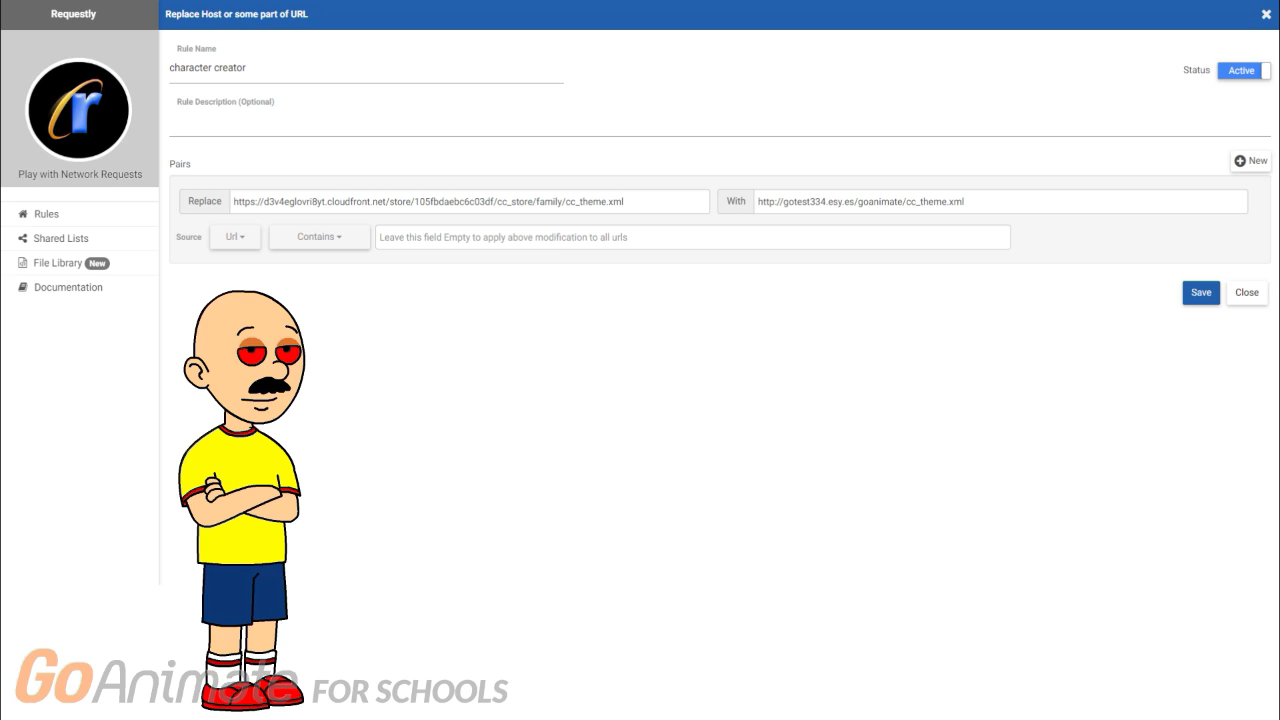 Requestly
Replace Host or some part of URL
Rule Name
character creator
Status Active
Rule Description (Optional)
r
Play with Network Requests
Pairs
New
Replace https://d3v4eglovri8yt.cloudfront.net/store/105fbdaebc6c03df/cc_store/family/cc_theme.xml With http://gotest334.esy.es/goanimate/cc_theme.xml
Source Url Contains Leave this field Empty to apply above modification to all urls
Rules
Shared Lists
File Library New
Documentation
Save Close
GoAnimate FOR SCHOOLS